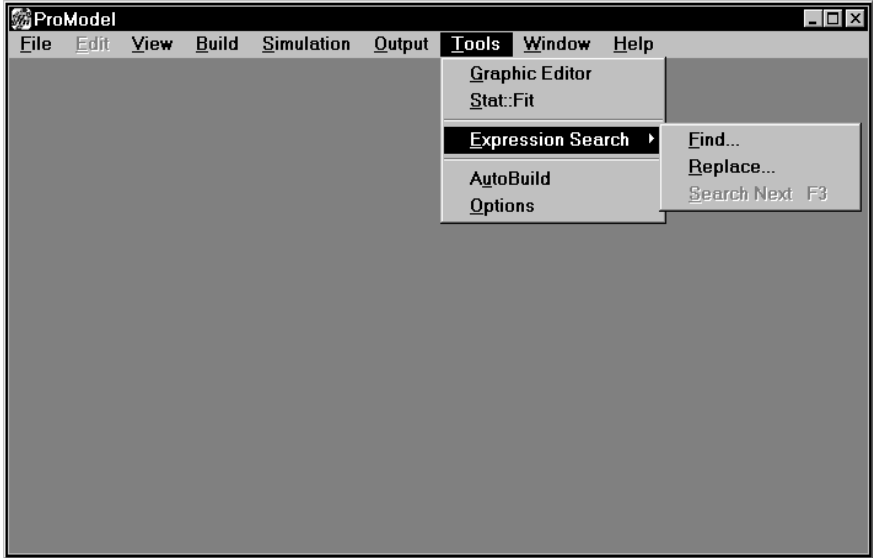 ProModel
File Edit View Build Simulation Output Tools Window Help
Graphic Editor
Stat::Fit
Expression Search
Find...
Replace...
Search Next F3
AutoBuild
Options